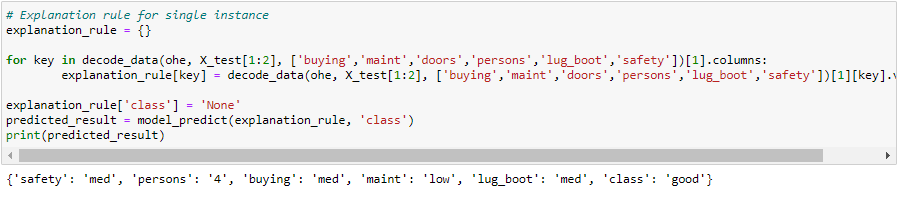 # Explanation rule for single instance
explanation_rule = {}
for key in decode_data(ohe, X_test[1:2], ['buying','maint','doors','persons','lug_boot','safety'])[1].columns:
explanation_rule[key] = decode_data(ohe, X_test[1:2], ['buying','maint','doors','persons','lug_boot','safety'])[1][key].v
explanation_rule['class'] = 'None'
predicted_result = model_predict(explanation_rule, 'class')
print(predicted_result)
{'safety': 'med', 'persons': '4', 'buying': 'med', 'maint': 'low', 'lug_boot': 'med', 'class': 'good'}